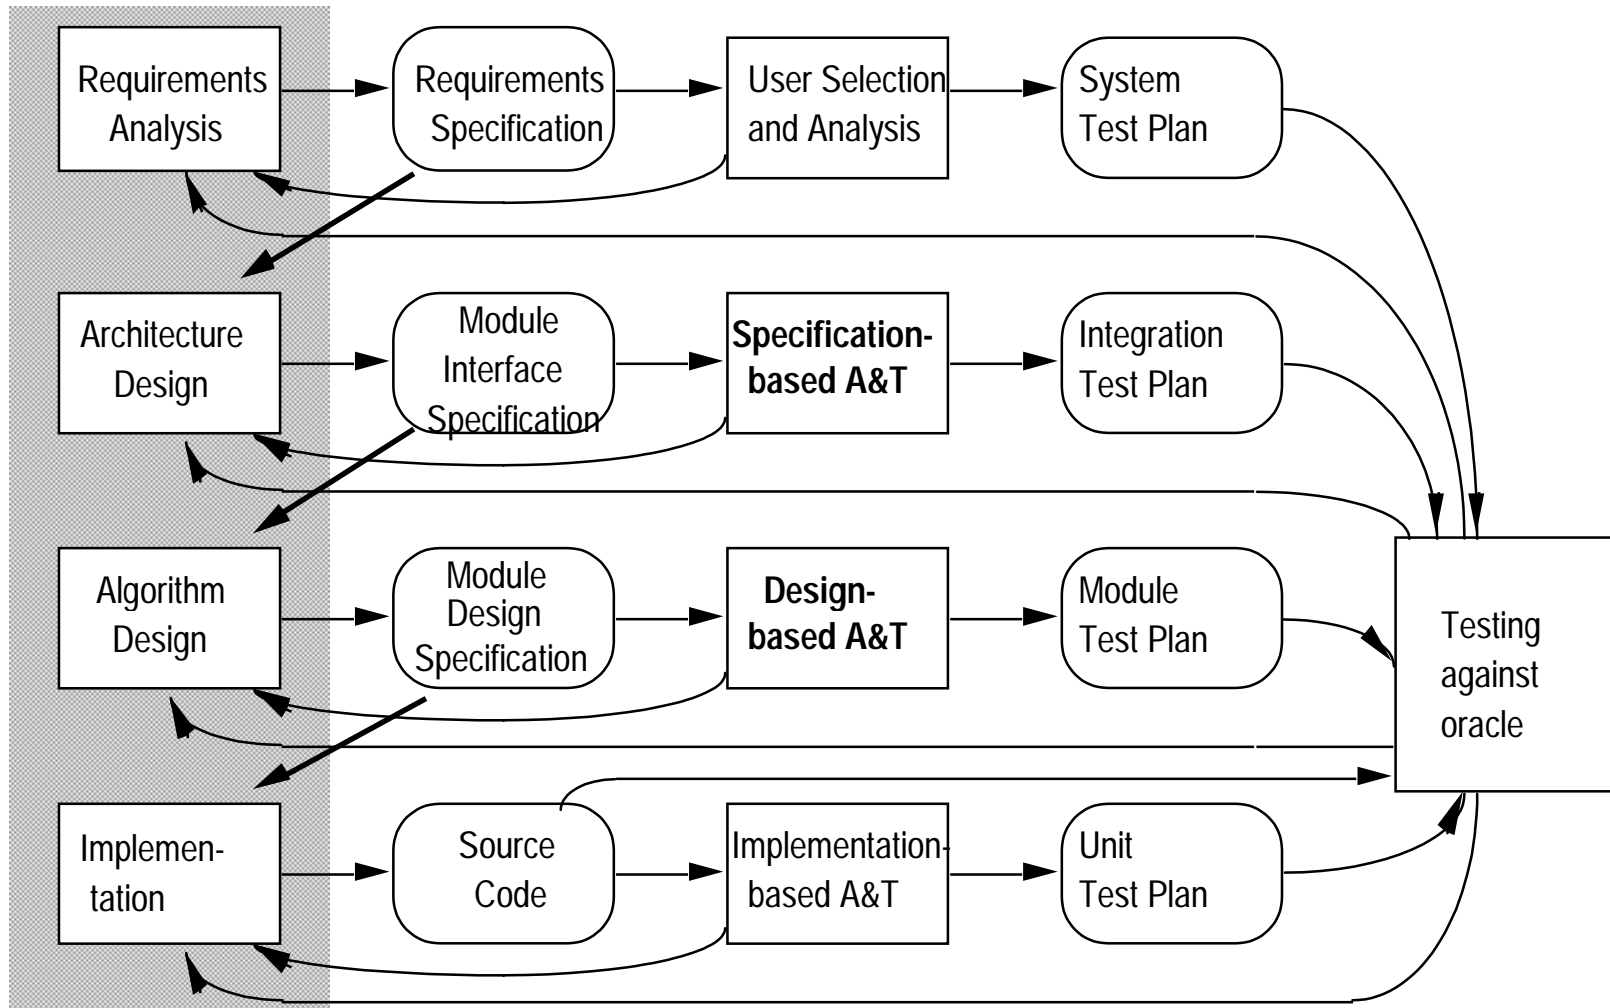 Requirements
Analysis
Requirements
Specification
User Selection
and Analysis
System
Test Plan
Architecture
Design
Module
Interface
Specification
Specification-
based A&T
Integration
Test Plan
Algorithm
Design
Module
Design
Specification
Design-
based A&T
Module
Test Plan
Testing
against
oracle
Implemen-
tation
Source
Code
Implementation-
based A&T
Unit
Test Plan